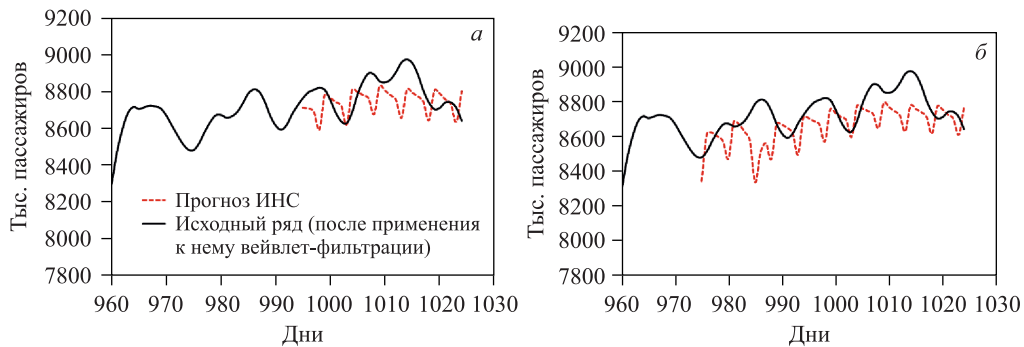 9200
9000
8800
8600
8400
8200
8000
7800
Тыс. пассажиров
а
Прогноз ИНС
Исходный ряд (после применения
к нему вейвлет-фильтрации)
960 970 980 990 1000 1010 1020 1030
Дни
9200
9000
8800
8600
8400
8200
8000
7800
Тыс. пассажиров
б
960 970 980 990 1000 1010 1020 1030
Дни